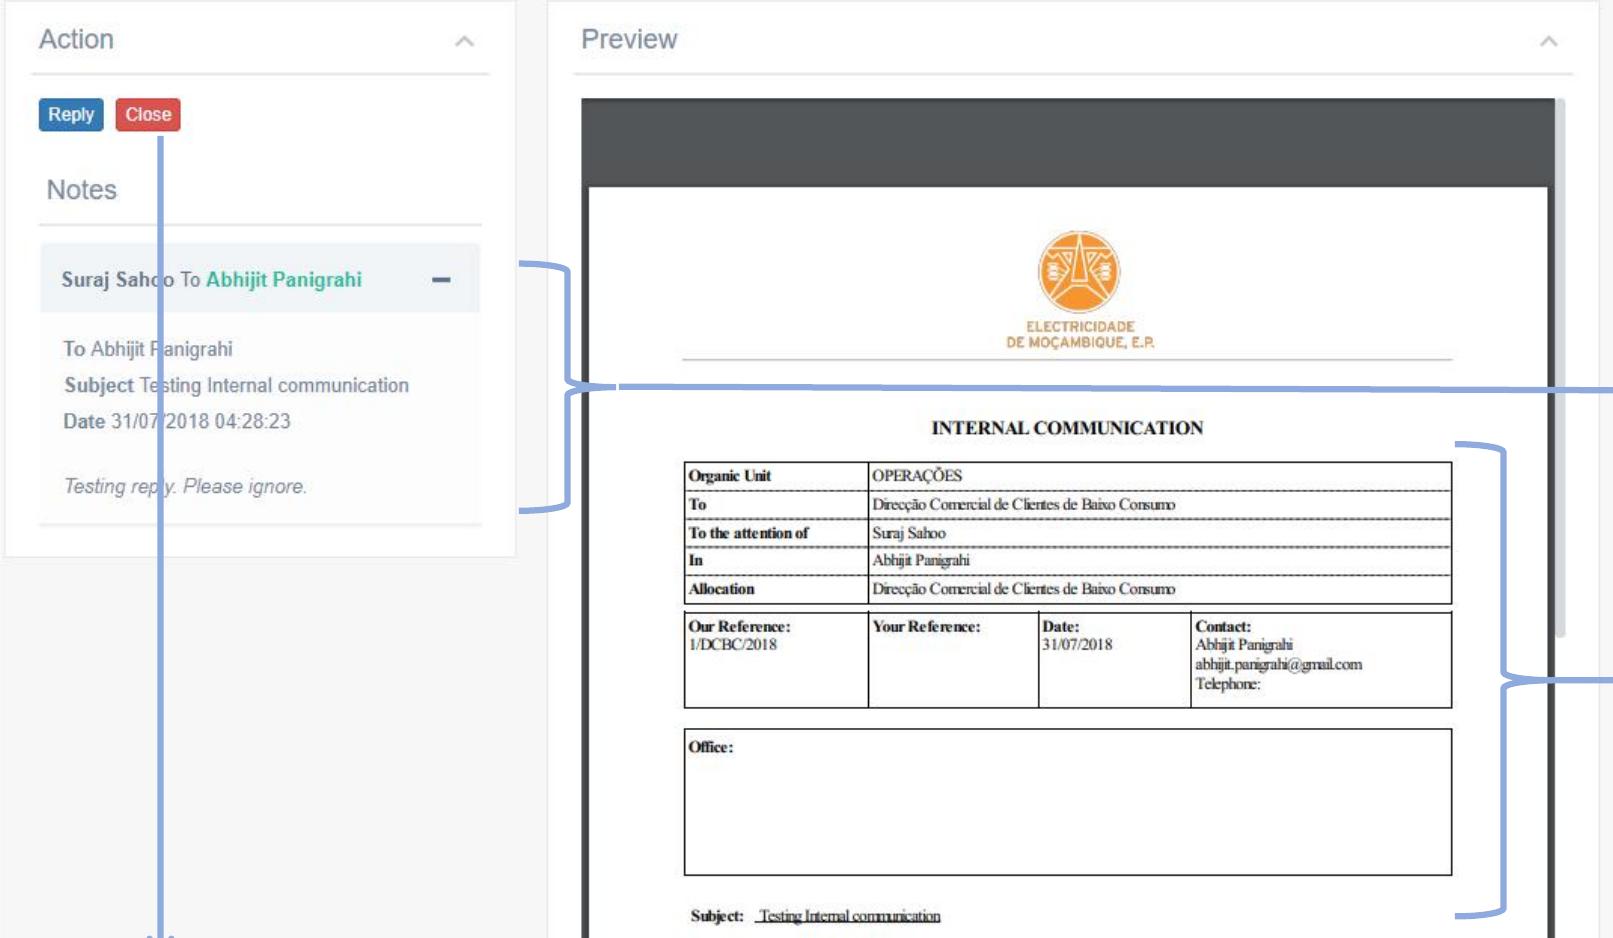 Action
Reply Close
Notes
Suraj Sahoo To Abhijit Panigrahi
To Abhijit Panigrahi
Subject Testing Internal communication
Date 31/07/2018 04:28:23
Testing reply. Please ignore.
Preview
ELECTRICIDADE
DE MOÇAMBIQUE, E.P.
INTERNAL COMMUNICATION
Organic Unit OPERAÇÕES
To Direcção Comercial de Clientes de Baixo Consumo
To the attention of Suraj Sahoo
In Abhijit Panigrahi
Allocation Direcção Comercial de Clientes de Baixo Consumo
Our Reference: Your Reference: Date: Contact:
1/DCBC/2018 31/07/2018 Abhijit Panigrahi
abhijit.panigrahi@gmail.com
Telephone:
Office:
Subject: Testing Internal communication